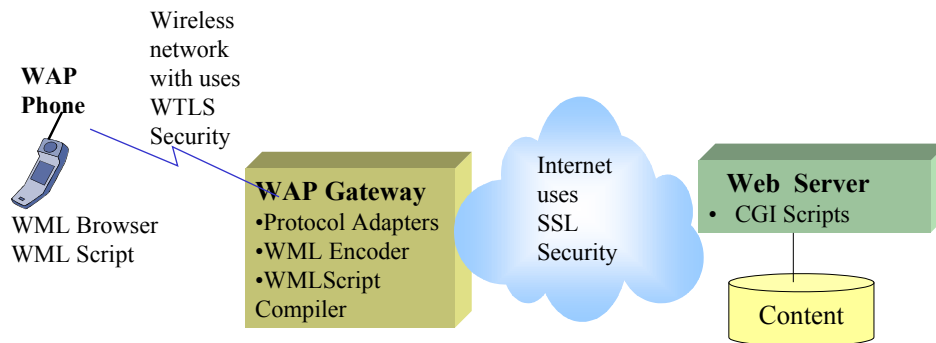 WAP
Phone
WML Browser
WML Script
Wireless
network
with uses
WTLS
Security
WAP Gateway
•Protocol Adapters
•WML Encoder
•WMLScript
Compiler
Internet
uses
SSL
Security
Web Server
• CGI Scripts
Content